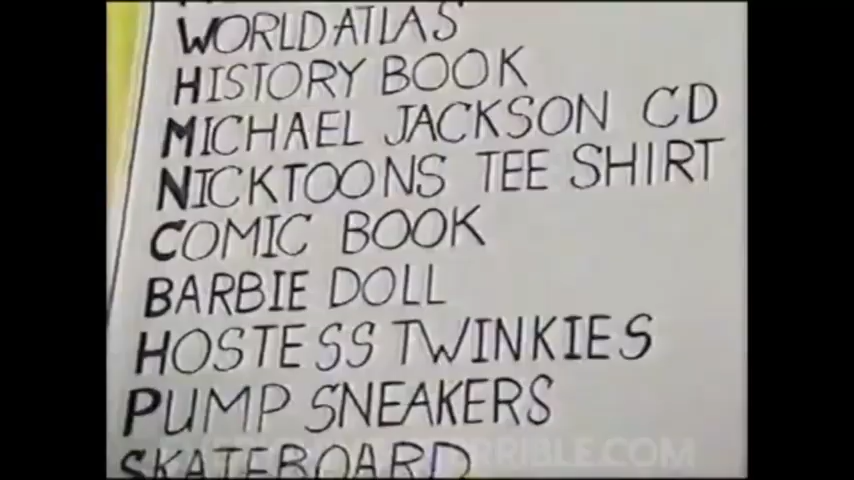 WORLD ATLAS
HISTORY BOOK
MICHAEL JACKSON CD
NICKTOONS TEE SHIRT
COMIC BOOK
BARBIE DOLL
HOSTESS TWINKIES
PUMP SNEAKERS
SKATEBOARD